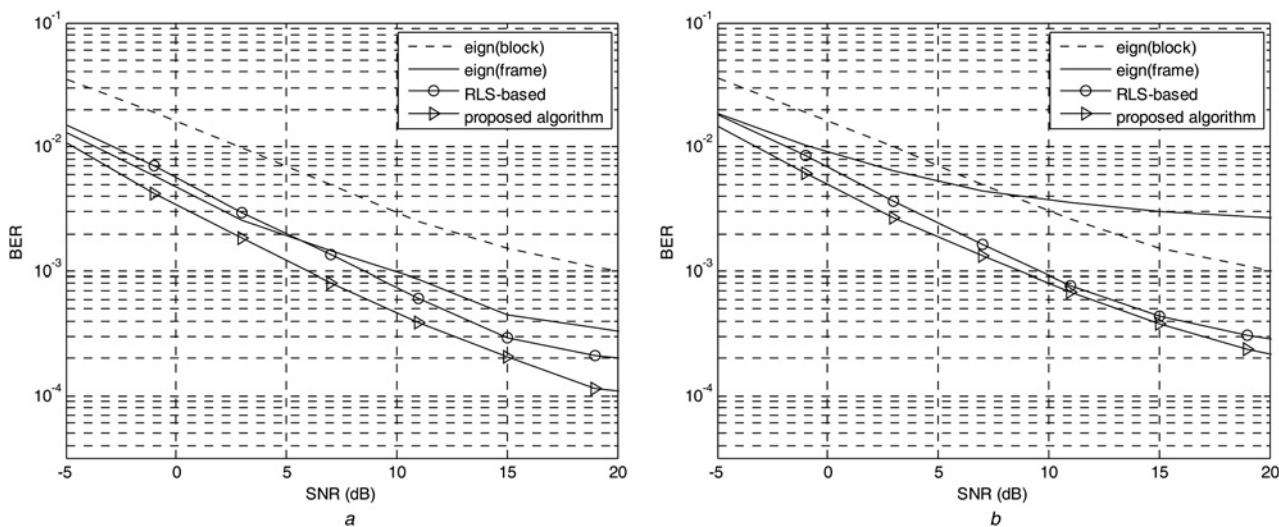 10^-1
10^-2
10^-3
10^-4
BER
-5 0 5 10 15 20
SNR (dB)
a
eign(block)
eign(frame)
RLS-based
proposed algorithm
10^-1
10^-2
10^-3
10^-4
BER
-5 0 5 10 15 20
SNR (dB)
b
eign(block)
eign(frame)
RLS-based
proposed algorithm